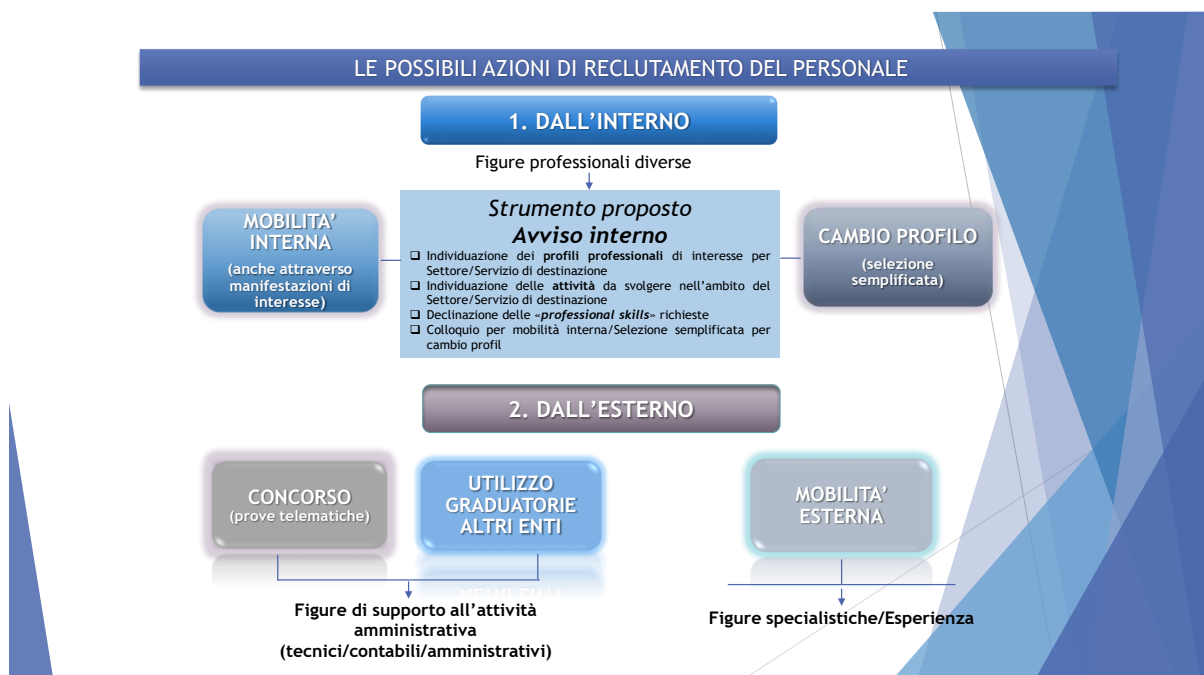 LE POSSIBILI AZIONI DI RECLUTAMENTO DEL PERSONALE
1. DALL'INTERNO
Figure professionali diverse
MOBILITA'
INTERNA
(anche attraverso
manifestazioni di
interesse)
Strumento proposto
Avviso interno
❑ Individuazione dei profili professionali di interesse per
Settore/Servizio di destinazione
❑ Individuazione delle attività da svolgere nell'ambito del
Settore/Servizio di destinazione
❑ Declinazione delle «professional skills» richieste
❑ Colloquio per mobilità interna/Selezione semplificata per
cambio profil
CAMBIO PROFILO
(selezione
semplificata)
2. DALL'ESTERNO
CONCORSO
(prove telematiche)
UTILIZZO
GRADUATORIE
ALTRI ENTI
MOBILITA'
ESTERNA
Figure di supporto all'attività
amministrativa
(tecnici/contabili/amministrativi)
Figure specialistiche/Esperienza